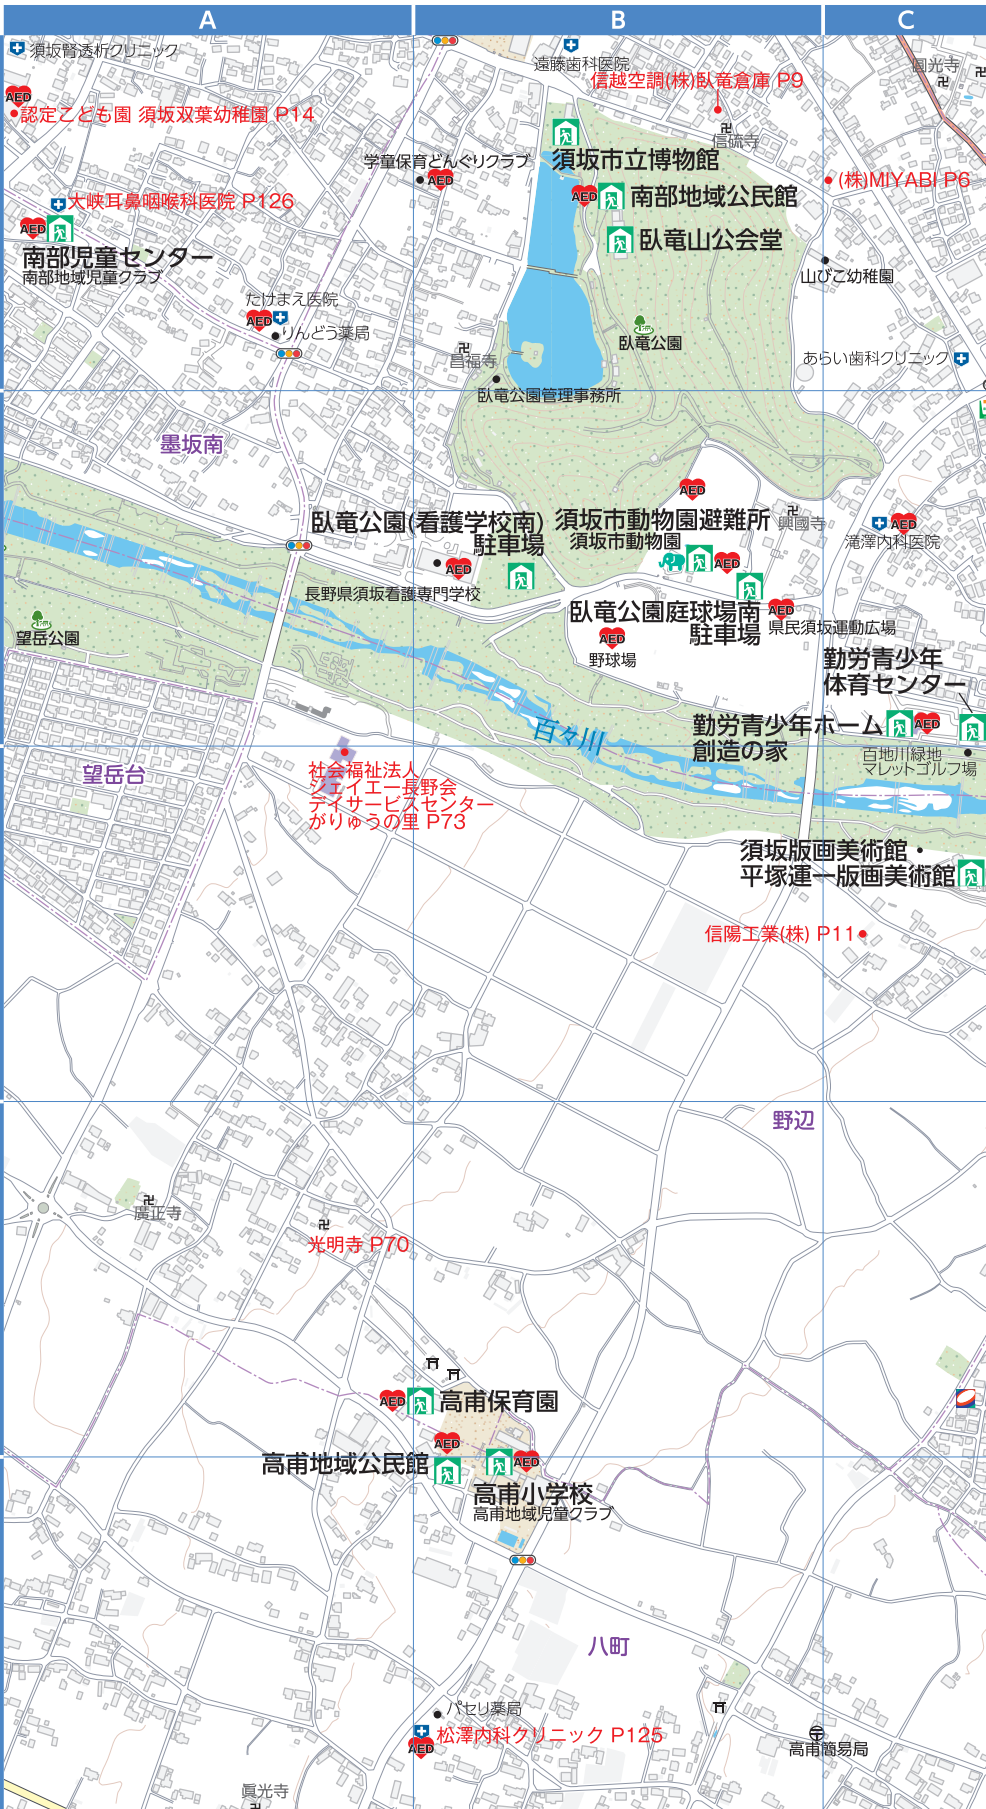 A
B
C
須坂腎透析クリニック
遠藤歯科医院
圓光寺
信越空調(株)臥竜倉庫 P9
AED
認定こども園 須坂双葉幼稚園 P14
須坂市立博物館
信硫寺
学童保育どんぐりクラブ
AED
(株)MIYABI P6
大峡耳鼻咽喉科医院 P126
AED
南部地域公民館
AED
南部児童センター
南部地域児童クラブ
臥竜山公会堂
山びこ幼稚園
たけまえ医院
AED
りんどう薬局
臥竜公園
昌福寺
あらい歯科クリニック
臥竜公園管理事務所
墨坂南
AED
臥竜公園(看護学校南)
駐車場
須坂市動物園避難所
須坂市動物園
興國寺
AED
滝澤内科医院
AED
AED
長野県須坂看護専門学校
臥竜公園庭球場南
駐車場
AED
県民須坂運動広場
望岳公園
AED
野球場
勤労青少年
体育センター
勤労青少年ホーム
創造の家
AED
百々川
百地川緑地
マレットゴルフ場
望岳台
社会福祉法人
ジェイエー長野会
デイサービスセンター
がりゅうの里 P73
須坂版画美術館
平塚運一版画美術館
信陽工業(株) P11
野辺
廣正寺
光明寺 P70
AED
高甫保育園
AED
高甫地域公民館
AED
高甫小学校
高甫地域児童クラブ
八町
パセリ薬局
松澤内科クリニック P125
AED
高甫簡易局
眞光寺